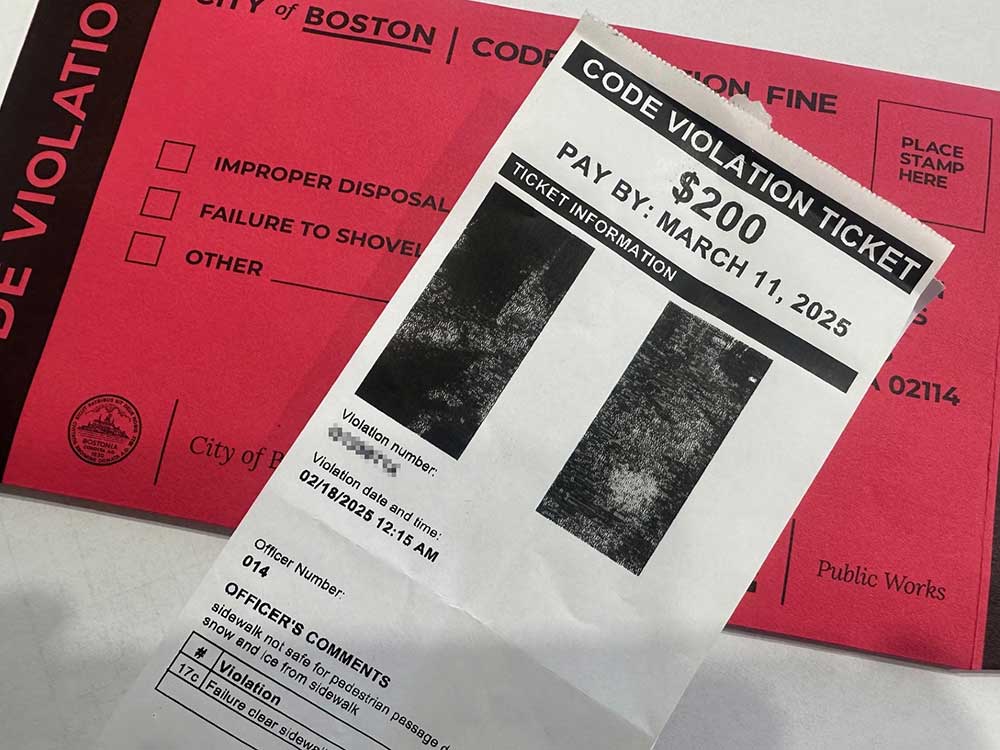 CITY of BOSTON | CODE
FINE
DE VIOLATIO
PLACE
STAMP
HERE
IMPROPER DISPOSAL
FAILURE TO SHOVEL
OTHER
02114
BOSTONIA
City of B
Public Works
CODE VIOLATION TICKET
$200
PAY BY: MARCH 11, 2025
TICKET INFORMATION
Violation number:
Violation date and time:
02/18/2025 12:15 AM
Officer Number:
014
OFFICER'S COMMENTS
sidewalk not safe for pedestrian passage d
snow and ice from sidewalk
# Violation
17c Failure clear sidewal